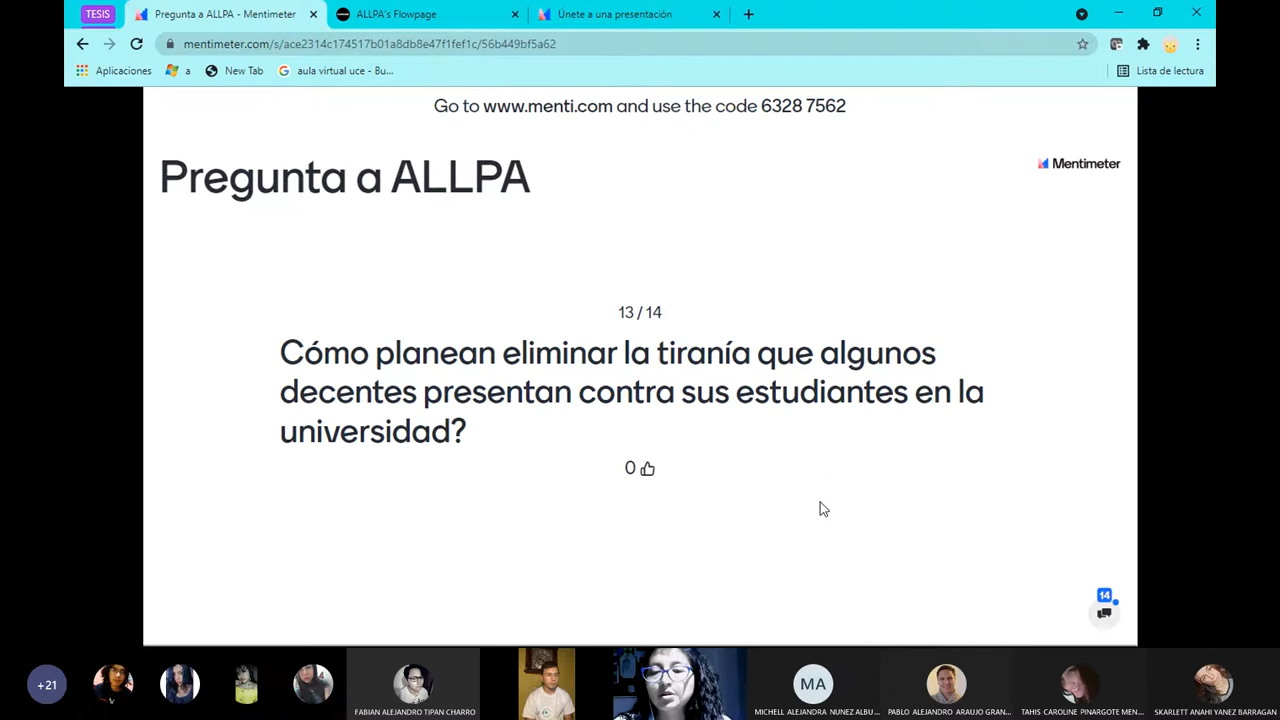 TESIS
Pregunta a ALLPA - Mentimeter
ALLPA's Flowpage
Únete a una presentación
mentimeter.com/s/ace2314c174517b01a8db8e47f1fef1c/56b449bf5a62
Aplicaciones
a
New Tab
aula virtual uce - Bu...
Lista de lectura
Go to www.menti.com and use the code 6328 7562
Pregunta a ALLPA
Mentimeter
13 / 14
Cómo planean eliminar la tiranía que algunos
decentes presentan contra sus estudiantes en la
universidad?
0
14
+21
MA
FABIAN ALEJANDRO TIPAN CHARRO
MICHELL ALEJANDRA NUNEZ ALBU...
PABLO ALEJANDRO ARAUJO GRAN...
TAHIS CAROLINE PINARGOTE MEN...
SKARLETT ANAHI YANEZ BARRAGAN